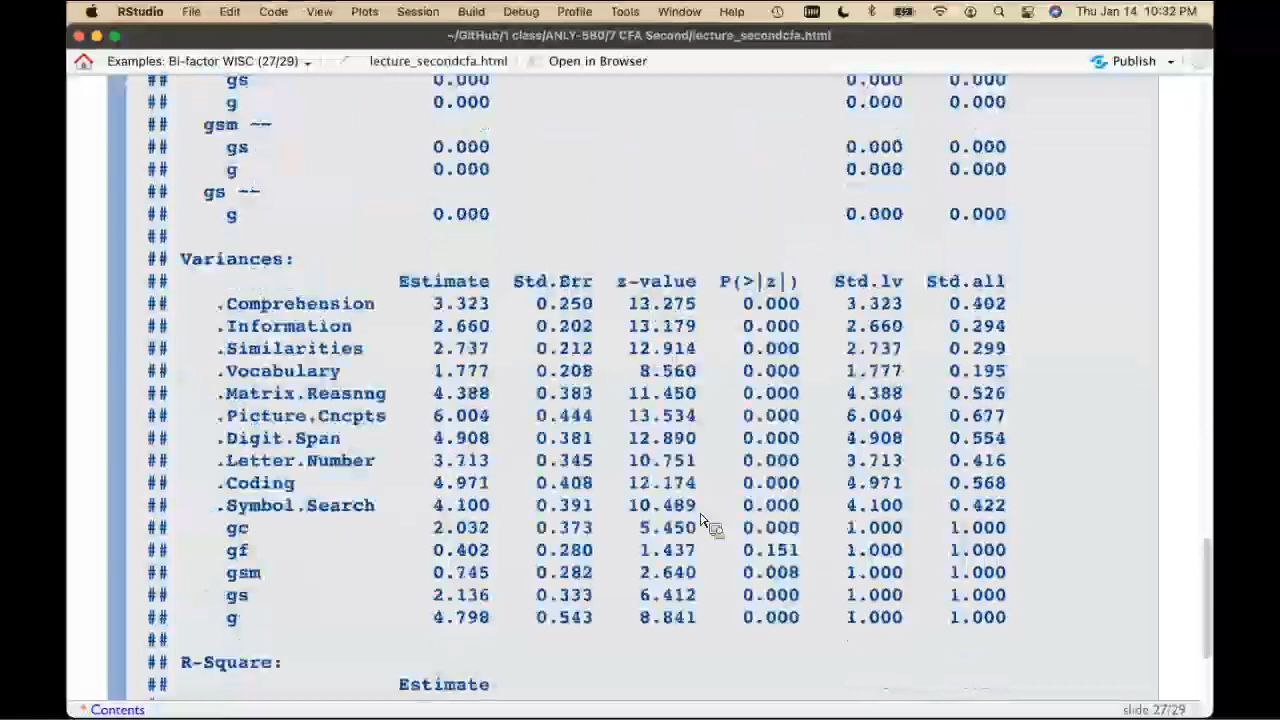 RStudio File Edit Code View Plots Session Build Debug Profile Tools Window Help Thu Jan 14 10:32 PM
~/GitHub/1 class/ANLY-580/7 CFA Second/lecture_secondcfa.html
Examples: Bi-factor WISC (27/29) lecture_secondcfa.html Open in Browser Publish
## gs 0.000 0.000 0.000
## g 0.000 0.000 0.000
## gsm ~~
## gs 0.000 0.000 0.000
## g 0.000 0.000 0.000
## gs ~~
## g 0.000 0.000 0.000
##
## Variances:
## Estimate Std.Err z-value P(>|z|) Std.lv Std.all
## .Comprehension 3.323 0.250 13.275 0.000 3.323 0.402
## .Information 2.660 0.202 13.179 0.000 2.660 0.294
## .Similarities 2.737 0.212 12.914 0.000 2.737 0.299
## .Vocabulary 1.777 0.208 8.560 0.000 1.777 0.195
## .Matrix.Reasnng 4.388 0.383 11.450 0.000 4.388 0.526
## .Picture.Cncpts 6.004 0.444 13.534 0.000 6.004 0.677
## .Digit.Span 4.908 0.381 12.890 0.000 4.908 0.554
## .Letter.Number 3.713 0.345 10.751 0.000 3.713 0.416
## .Coding 4.971 0.408 12.174 0.000 4.971 0.568
## .Symbol.Search 4.100 0.391 10.489 0.000 4.100 0.422
## gc 2.032 0.373 5.450 0.000 1.000 1.000
## gf 0.402 0.280 1.437 0.151 1.000 1.000
## gsm 0.745 0.282 2.640 0.008 1.000 1.000
## gs 2.136 0.333 6.412 0.000 1.000 1.000
## g 4.798 0.543 8.841 0.000 1.000 1.000
##
## R-Square:
## Estimate
Contents slide 27/29